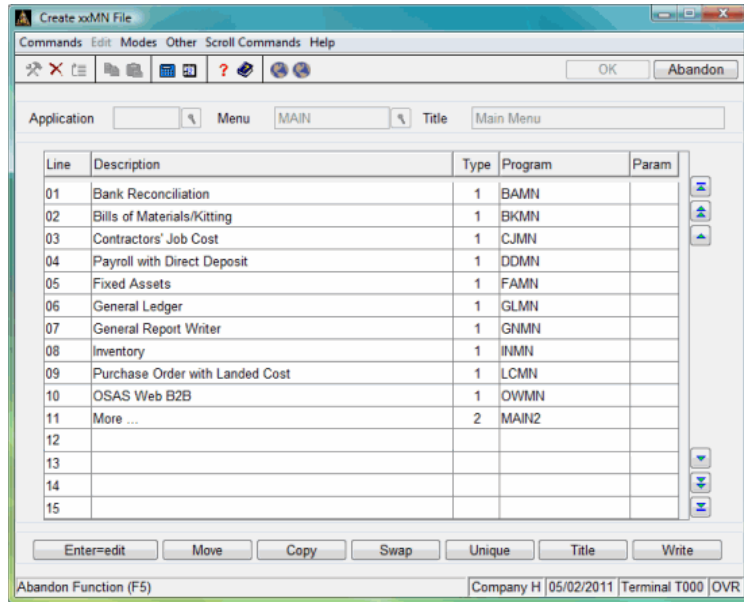 Create xxMN File
Commands Edit Modes Other Scroll Commands Help
OK Abandon
Application Menu MAIN Title Main Menu
Line Description Type Program Param
01 Bank Reconciliation 1 BAMN
02 Bills of Materials/Kitting 1 BKMN
03 Contractors' Job Cost 1 CJMN
04 Payroll with Direct Deposit 1 DDMN
05 Fixed Assets 1 FAMN
06 General Ledger 1 GLMN
07 General Report Writer 1 GNMN
08 Inventory 1 INMN
09 Purchase Order with Landed Cost 1 LCMN
10 OSAS Web B2B 1 OWMN
11 More ... 2 MAIN2
12
13
14
15
Enter=edit Move Copy Swap Unique Title Write
Abandon Function (F5) Company H 05/02/2011 Terminal T000 OVR